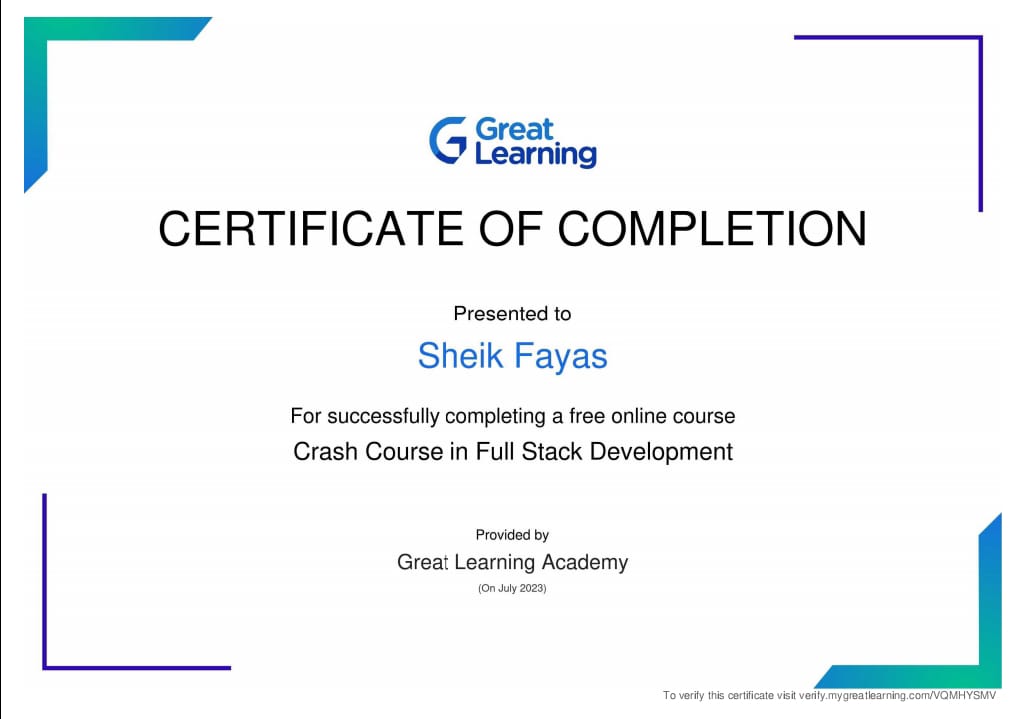 Great
Learning
CERTIFICATE OF COMPLETION
Presented to
Sheik Fayas
For successfully completing a free online course
Crash Course in Full Stack Development
Provided by
Great Learning Academy
(On July 2023)
To verify this certificate visit verify.mygreatlearning.com/VQMHYSMV